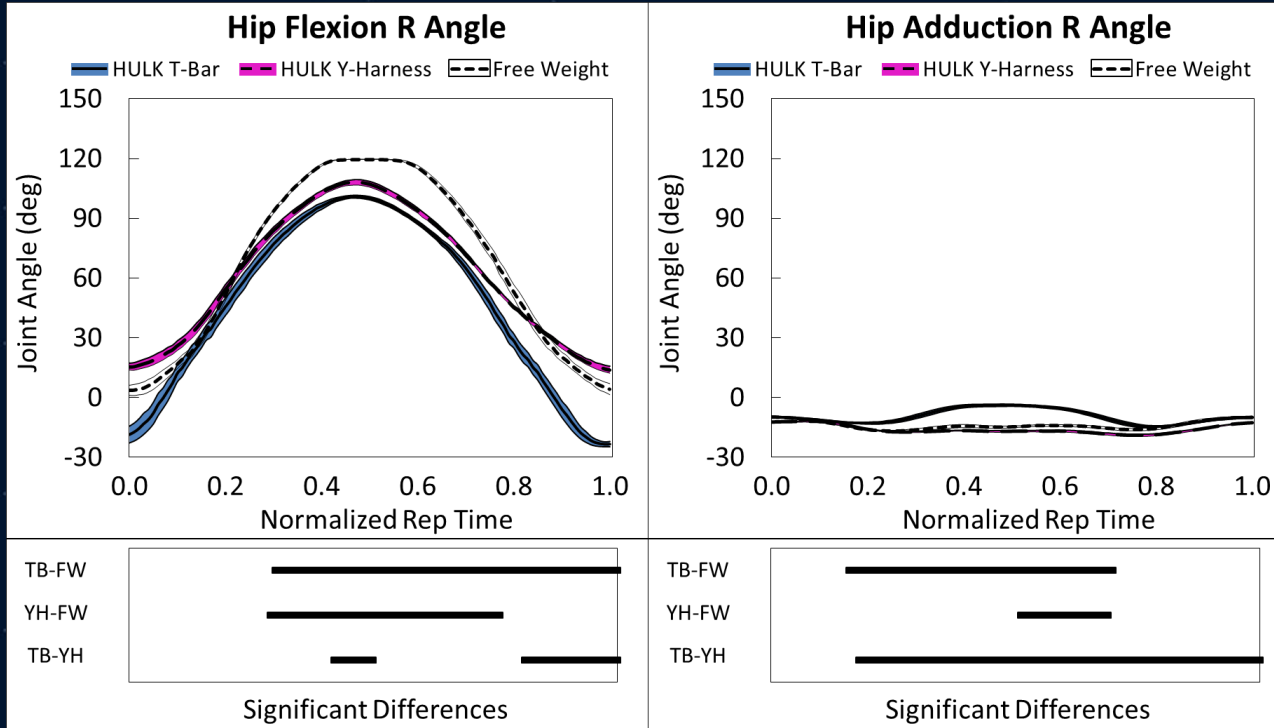 Hip Flexion R Angle
HULK T-Bar HULK Y-Harness Free Weight
150
120
90
60
30
0
-30
Joint Angle (deg)
0.0 0.2 0.4 0.6 0.8 1.0
Normalized Rep Time
TB-FW
YH-FW
TB-YH
Significant Differences
Hip Adduction R Angle
HULK T-Bar HULK Y-Harness Free Weight
150
120
90
60
30
0
-30
Joint Angle (deg)
0.0 0.2 0.4 0.6 0.8 1.0
Normalized Rep Time
TB-FW
YH-FW
TB-YH
Significant Differences